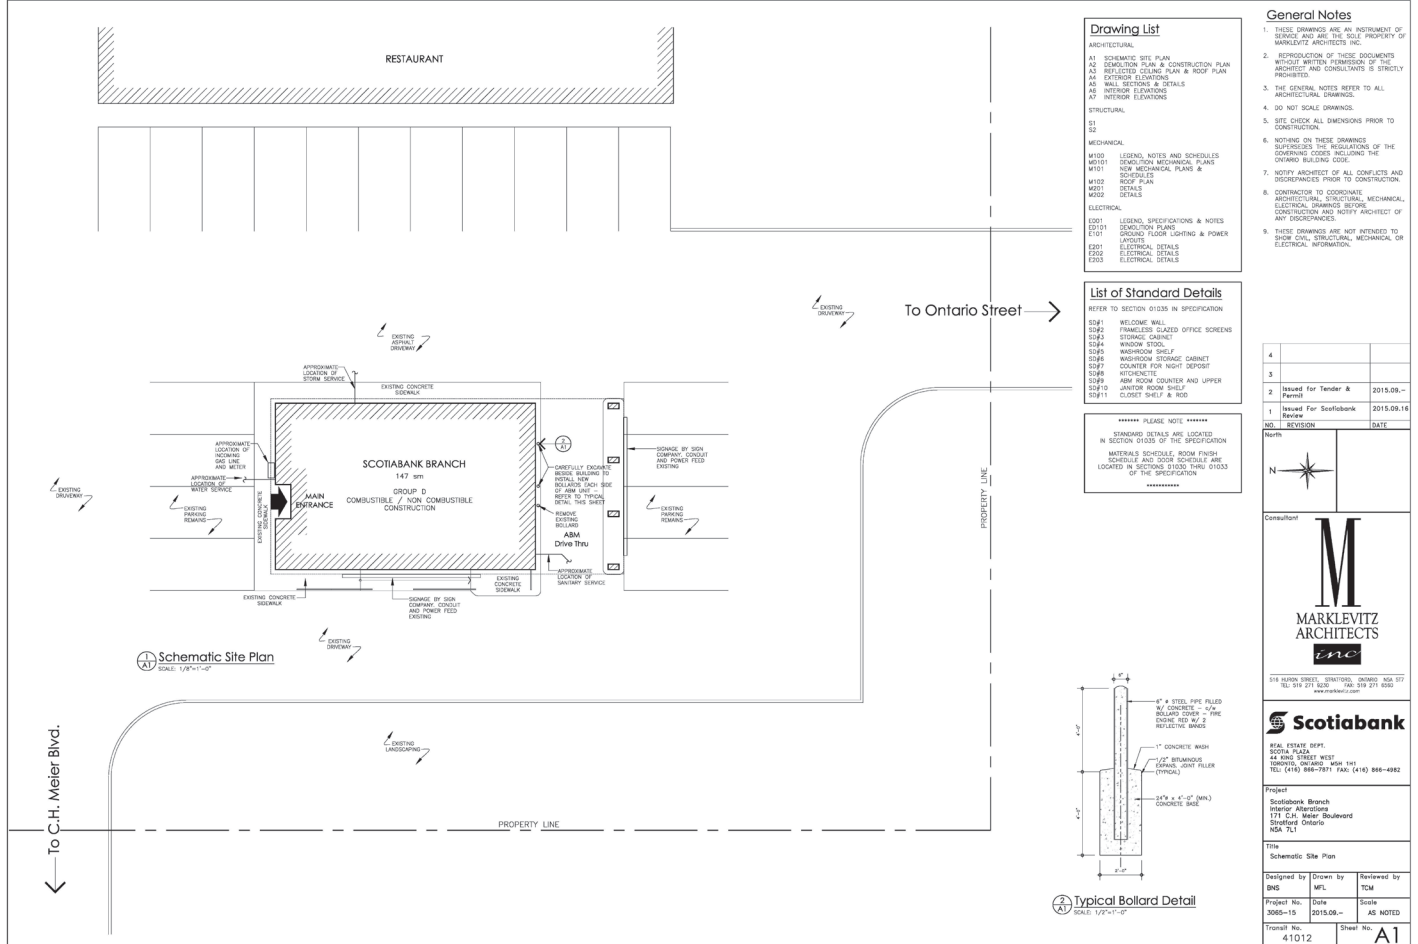 RESTAURANT
To Ontario Street
EXISTING
DRIVEWAY
EXISTING
ASPHALT
DRIVEWAY
APPROXIMATE
LOCATION OF
STORM SERVICE
EXISTING CONCRETE
SIDEWALK
APPROXIMATE
LOCATION OF
INCOMING
GAS LINE
AND METER
APPROXIMATE
LOCATION OF
WATER SERVICE
EXISTING
DRIVEWAY
EXISTING
PARKING
REMAINS
EXISTING CONCRETE
SIDEWALK
MAIN
ENTRANCE
SCOTIABANK BRANCH
147 sm
GROUP D
COMBUSTIBLE / NON COMBUSTIBLE
CONSTRUCTION
2
A1
CAREFULLY EXCAVATE
BESIDE BUILDING TO
INSTALL NEW
BOLLARDS EACH SIDE
OF ABM UNIT -
REFER TO TYPICAL
DETAIL THIS SHEET
REMOVE
EXISTING
BOLLARD
ABM
Drive Thru
APPROXIMATE
LOCATION OF
SANITARY SERVICE
SIGNAGE BY SIGN
COMPANY. CONDUIT
AND POWER FEED
EXISTING
EXISTING
PARKING
REMAINS
EXISTING
CONCRETE
SIDEWALK
EXISTING CONCRETE
SIDEWALK
SIGNAGE BY SIGN
COMPANY. CONDUIT
AND POWER FEED
EXISTING
EXISTING
DRIVEWAY
1
A1
Schematic Site Plan
SCALE: 1/8"=1'-0"
EXISTING
LANDSCAPING
To C.H. Meier Blvd.
PROPERTY LINE
PROPERTY LINE
Drawing List
ARCHITECTURAL
A1 SCHEMATIC SITE PLAN
A2 DEMOLITION PLAN & CONSTRUCTION PLAN
A3 REFLECTED CEILING PLAN & ROOF PLAN
A4 EXTERIOR ELEVATIONS
A5 WALL SECTIONS & DETAILS
A6 INTERIOR ELEVATIONS
A7 INTERIOR ELEVATIONS
STRUCTURAL
S1
S2
MECHANICAL
M100 LEGEND, NOTES AND SCHEDULES
MD101 DEMOLITION MECHANICAL PLANS
M101 NEW MECHANICAL PLANS &
SCHEDULES
M102 ROOF PLAN
M201 DETAILS
M202 DETAILS
ELECTRICAL
E001 LEGEND, SPECIFICATIONS & NOTES
ED101 DEMOLITION PLANS
E101 GROUND FLOOR LIGHTING & POWER
LAYOUTS
E201 ELECTRICAL DETAILS
E202 ELECTRICAL DETAILS
E203 ELECTRICAL DETAILS
List of Standard Details
REFER TO SECTION 01035 IN SPECIFICATION
SD#1 WELCOME WALL
SD#2 FRAMELESS GLAZED OFFICE SCREENS
SD#3 STORAGE CABINET
SD#4 WINDOW STOOL
SD#5 WASHROOM SHELF
SD#6 WASHROOM STORAGE CABINET
SD#7 COUNTER FOR NIGHT DEPOSIT
SD#8 KITCHENETTE
SD#9 ABM ROOM COUNTER AND UPPER
SD#10 JANITOR ROOM SHELF
SD#11 CLOSET SHELF & ROD
******* PLEASE NOTE *******
STANDARD DETAILS ARE LOCATED
IN SECTION 01035 OF THE SPECIFICATION
MATERIALS SCHEDULE, ROOM FINISH
SCHEDULE AND DOOR SCHEDULE ARE
LOCATED IN SECTIONS 01030 THRU 01033
OF THE SPECIFICATION
***********
6"
6" ø STEEL PIPE FILLED
W/ CONCRETE - c/w
BOLLARD COVER - FIRE
ENGINE RED W/ 2
REFLECTIVE BANDS
4'-0"
1" CONCRETE WASH
1/2" BITUMINOUS
EXPANS. JOINT FILLER
(TYPICAL)
24"ø x 4'-0" (MIN.)
CONCRETE BASE
4'-0"
2'-0"
2
A1
Typical Bollard Detail
SCALE: 1/2"=1'-0"
General Notes
1. THESE DRAWINGS ARE AN INSTRUMENT OF
SERVICE AND ARE THE SOLE PROPERTY OF
MARKLEVITZ ARCHITECTS INC.
2. REPRODUCTION OF THESE DOCUMENTS
WITHOUT WRITTEN PERMISSION OF THE
ARCHITECT AND CONSULTANTS IS STRICTLY
PROHIBITED.
3. THE GENERAL NOTES REFER TO ALL
ARCHITECTURAL DRAWINGS.
4. DO NOT SCALE DRAWINGS.
5. SITE CHECK ALL DIMENSIONS PRIOR TO
CONSTRUCTION.
6. NOTHING ON THESE DRAWINGS
SUPERSEDES THE REGULATIONS OF THE
GOVERNING CODES INCLUDING THE
ONTARIO BUILDING CODE.
7. NOTIFY ARCHITECT OF ALL CONFLICTS AND
DISCREPANCIES PRIOR TO CONSTRUCTION.
8. CONTRACTOR TO COORDINATE
ARCHITECTURAL, STRUCTURAL, MECHANICAL,
ELECTRICAL DRAWINGS BEFORE
CONSTRUCTION AND NOTIFY ARCHITECT OF
ANY DISCREPANCIES.
9. THESE DRAWINGS ARE NOT INTENDED TO
SHOW CIVIL, STRUCTURAL, MECHANICAL OR
ELECTRICAL INFORMATION.
4
3
2 Issued for Tender & Permit 2015.09.-
1 Issued For Scotiabank Review 2015.09.16
NO. REVISION DATE
North
N
Consultant
M
MARKLEVITZ
ARCHITECTS
inc
516 HURON STREET, STRATFORD, ONTARIO N5A 5T7
TEL: 519 271 9230 FAX: 519 271 6590
www.marklevitz.com
Scotiabank
REAL ESTATE DEPT.
SCOTIA PLAZA
44 KING STREET WEST
TORONTO, ONTARIO M5H 1H1
TEL: (416) 866-7871 FAX: (416) 866-4982
Project
Scotiabank Branch
Interior Alterations
171 C.H. Meier Boulevard
Stratford Ontario
N5A 7L1
Title
Schematic Site Plan
Designed by Drawn by Reviewed by
BNS MFL TCM
Project No. Date Scale
3065-15 2015.09.- AS NOTED
Transit No. Sheet No.
41012 A1